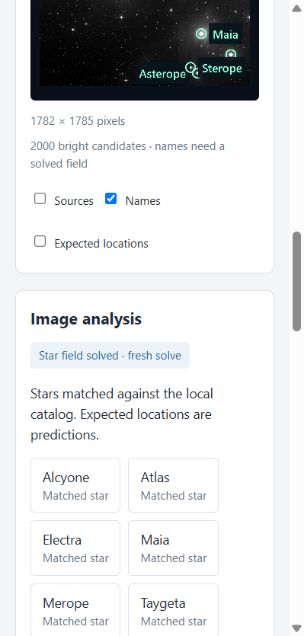 Maia
Asterope Sterope
1782 × 1785 pixels
2000 bright candidates · names need a
solved field
Sources Names
Expected locations
Image analysis
Star field solved · fresh solve
Stars matched against the local
catalog. Expected locations are
predictions.
Alcyone Atlas
Matched star Matched star
Electra Maia
Matched star Matched star
Merope Taygeta
Matched star Matched star